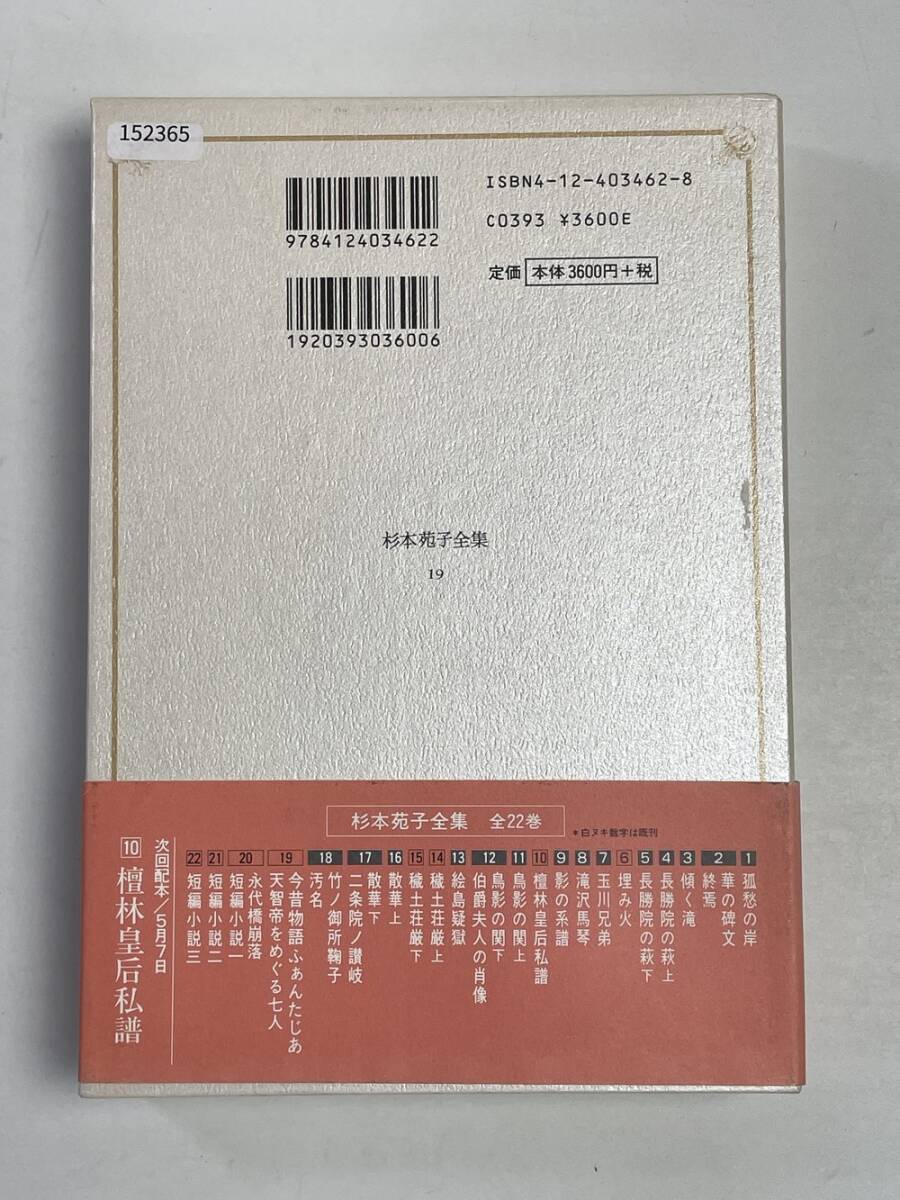 152365
ISBN4-12-403462-8
9784124034622
C0393 ¥3600E
定価 本体3600円+税
1920393036006
杉本苑子全集
19
杉本苑子全集 全22巻
*白ヌキ数字は既刊
1 孤愁の岸
2 華の碑文
終焉
3 傾く滝
4 長勝院の萩上
5 長勝院の萩下
6 埋み火
7 玉川兄弟
8 滝沢馬琴
9 影の系譜
10 檀林皇后私譜
11 鳥影の関上
12 鳥影の関下
伯爵夫人の肖像
13 絵島疑獄
14 穢土荘厳上
15 穢土荘厳下
16 散華上
17 散華下
二条院ノ讃岐
18 竹ノ御所鞠子
汚名
19 今昔物語ふぁんたじあ
天智帝をめぐる七人
20 永代橋崩落
短編小説一
21 短編小説二
22 短編小説三
次回配本/5月7日
10 檀林皇后私譜